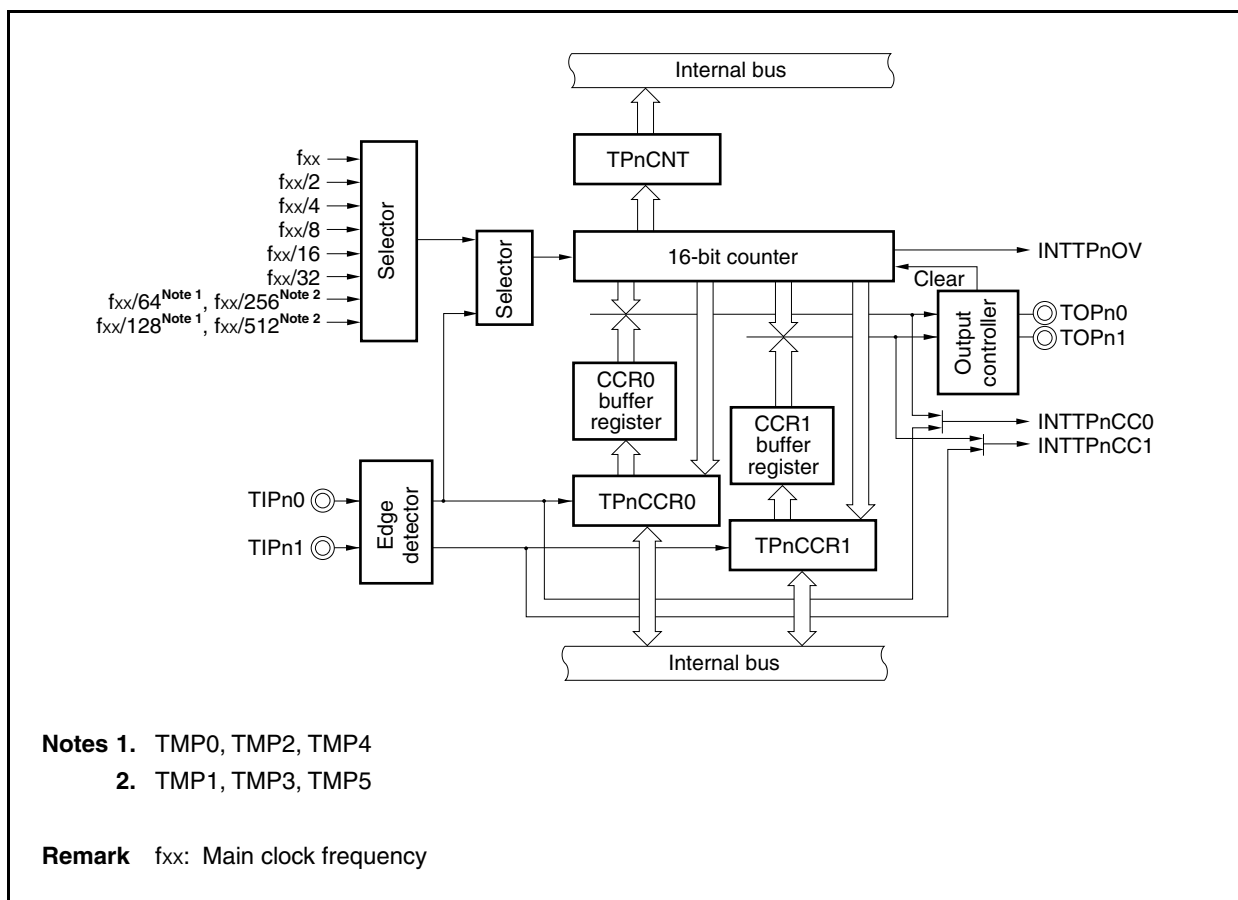 Internal bus
TPnCNT
fxx
fxx/2
fxx/4
fxx/8
fxx/16
fxx/32
fxx/64Note 1, fxx/256Note 2
fxx/128Note 1, fxx/512Note 2
Selector
Selector
16-bit counter
INTTPnOV
Clear
Output
controller
TOPn0
TOPn1
CCR0
buffer
register
CCR1
buffer
register
INTTPnCC0
INTTPnCC1
TIPn0
TIPn1
Edge
detector
TPnCCR0
TPnCCR1
Internal bus
Notes 1. TMP0, TMP2, TMP4
2. TMP1, TMP3, TMP5
Remark fxx: Main clock frequency